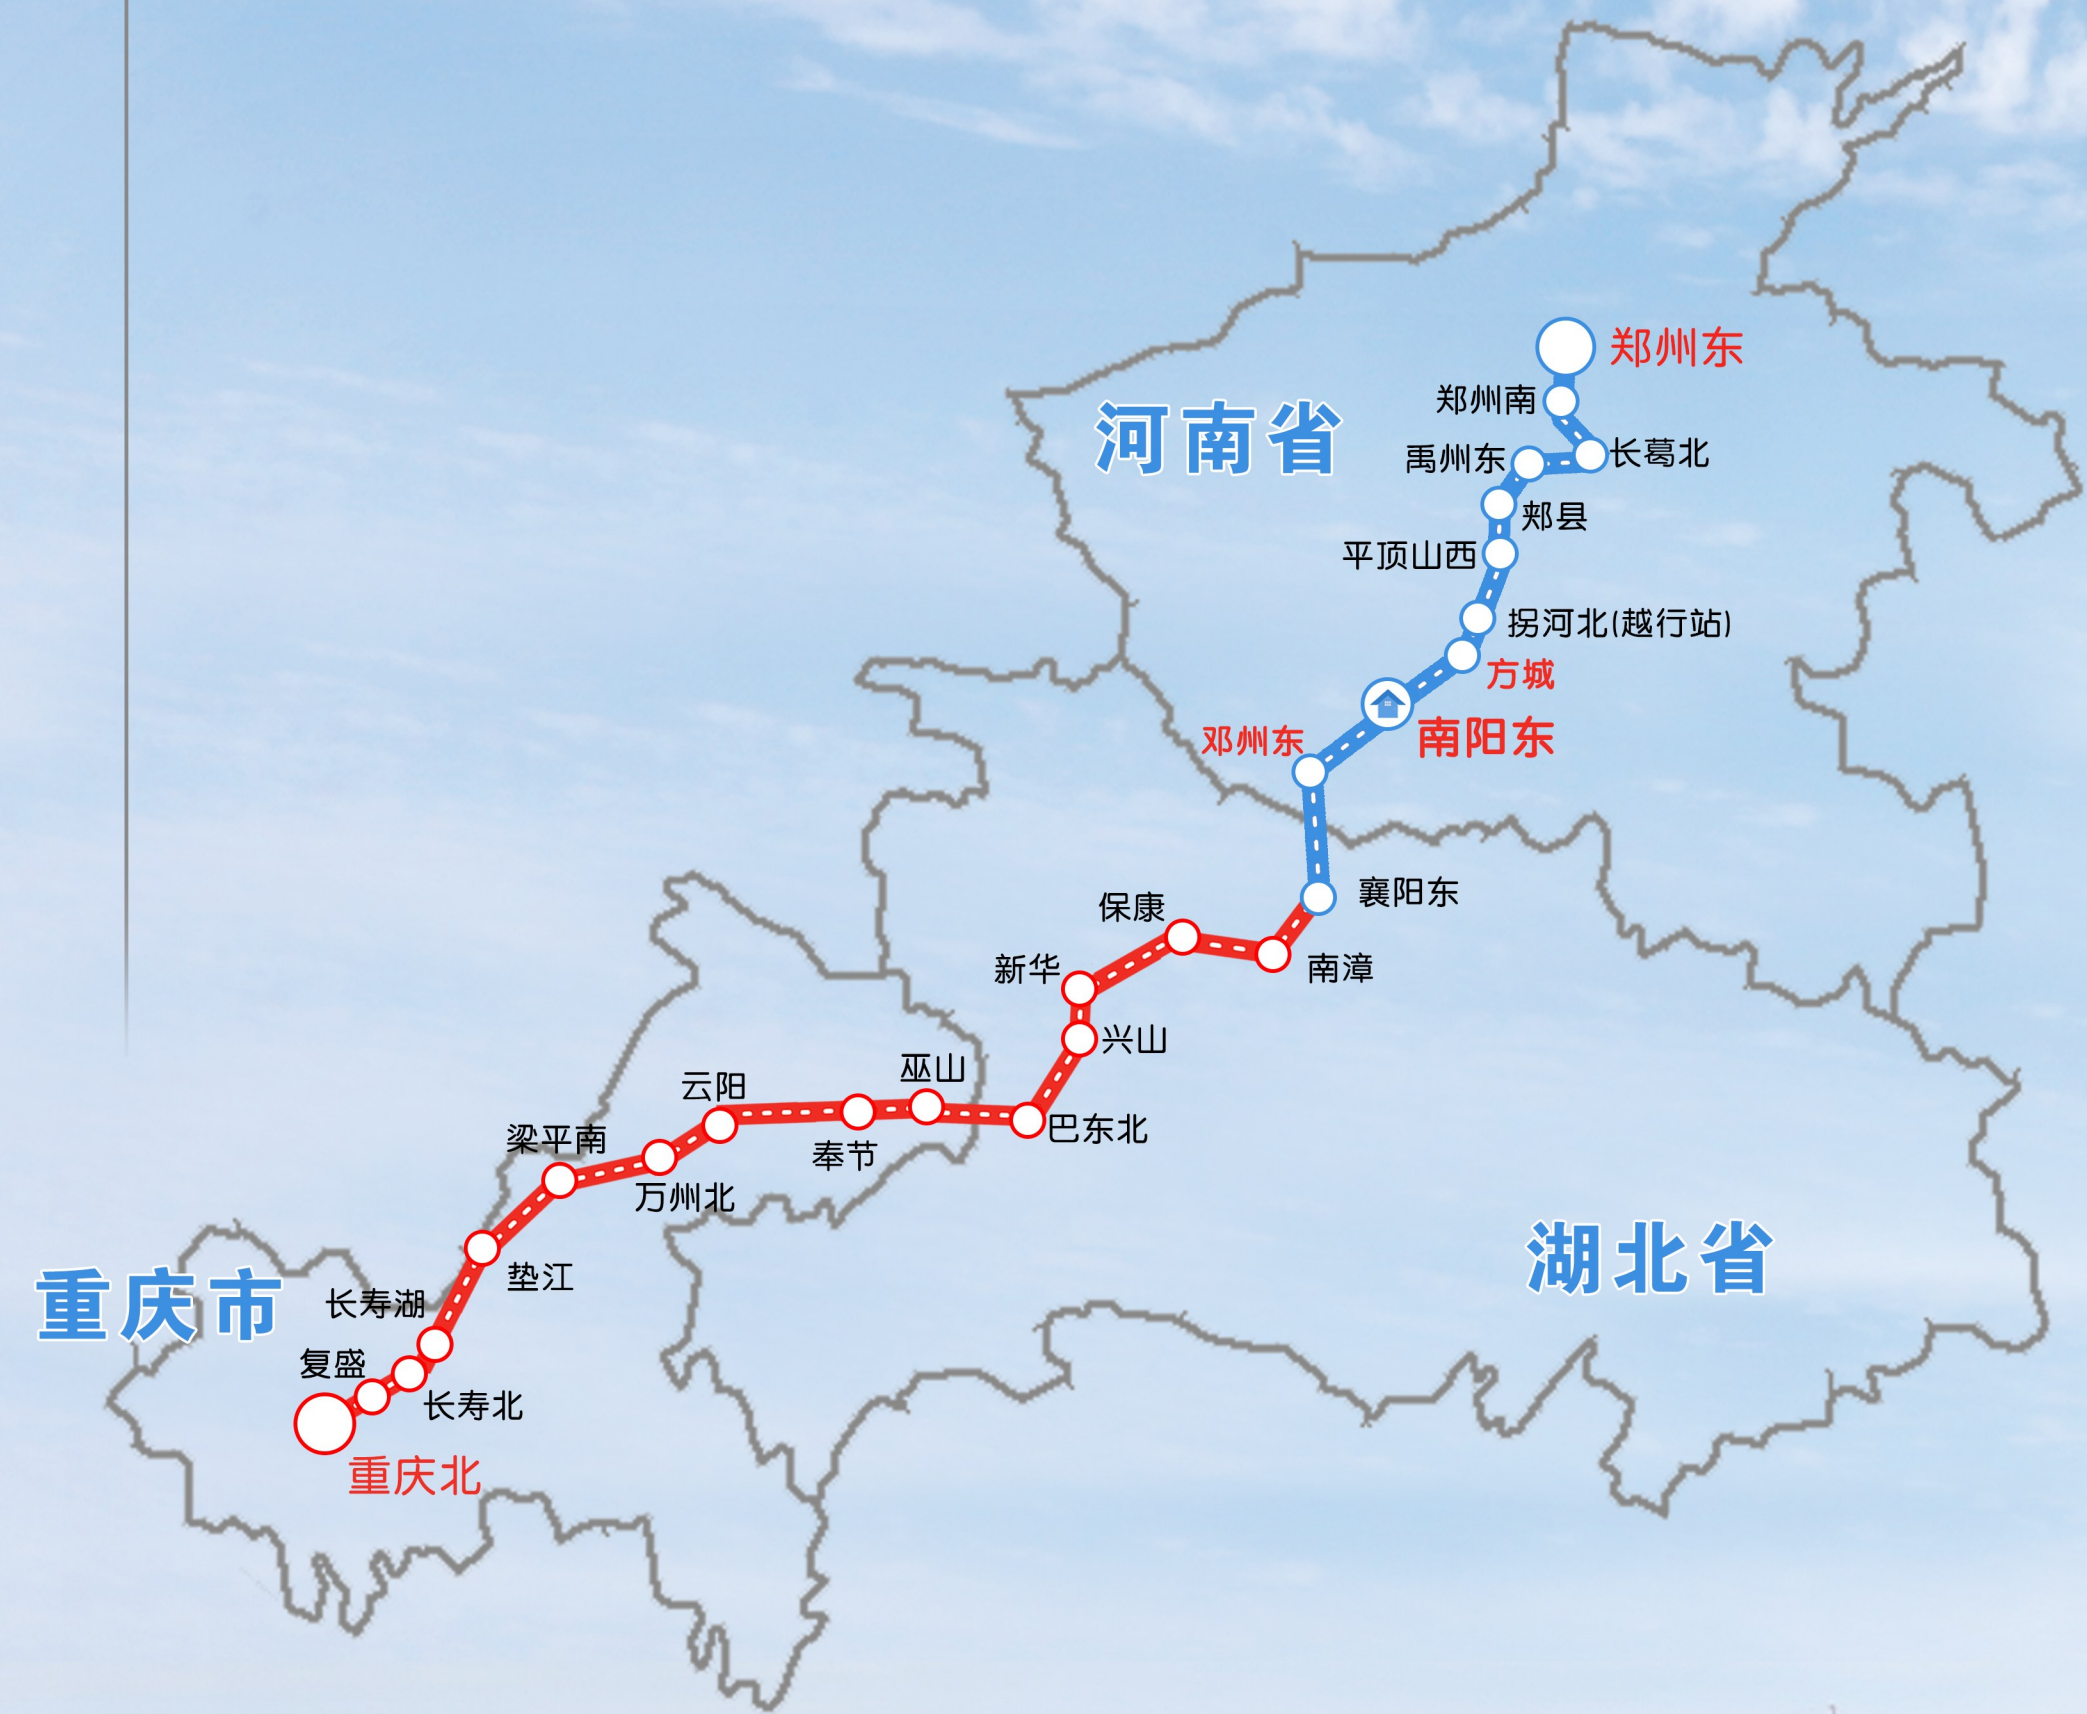 郑州东
郑州南
河南省
长葛北
禹州东
郏县
平顶山西
拐河北(越行站)
方城
南阳东
邓州东
襄阳东
保康
南漳
新华
兴山
巫山
云阳
巴东北
梁平南
奉节
万州北
湖北省
垫江
重庆市
长寿湖
复盛
长寿北
重庆北